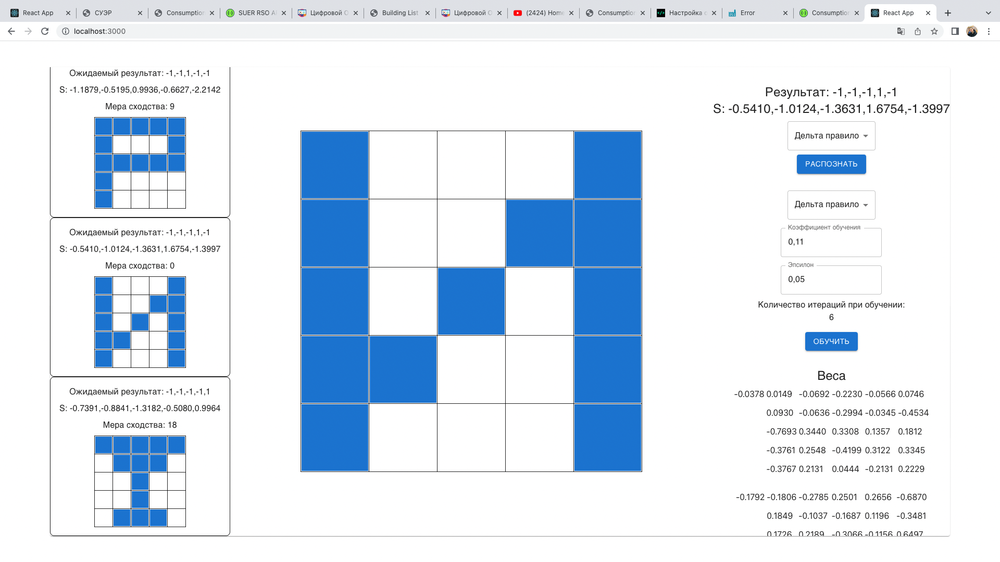 React App
СУЭР
Consumption
SUER RSO A
Цифровой О
Building List
Цифровой О
(2424) Home
Consumption
Настройка с
Error
Consumption
React App
localhost:3000
Ожидаемый результат: -1,-1,1,-1,-1
S: -1.1879,-0.5195,0.9936,-0.6627,-2.2142
Мера сходства: 9
Ожидаемый результат: -1,-1,-1,1,-1
S: -0.5410,-1.0124,-1.3631,1.6754,-1.3997
Мера сходства: 0
Ожидаемый результат: -1,-1,-1,-1,1
S: -0.7391,-0.8841,-1.3182,-0.5080,0.9964
Мера сходства: 18
Результат: -1,-1,-1,1,-1
S: -0.5410,-1.0124,-1.3631,1.6754,-1.3997
Дельта правило
РАСПОЗНАТЬ
Дельта правило
Коэффициент обучения
0,11
Эпсилон
0,05
Количество итераций при обучении:
6
ОБУЧИТЬ
Веса
-0.0378 0.0149 -0.0692 -0.2230 -0.0566 0.0746
0.0930 -0.0636 -0.2994 -0.0345 -0.4534
-0.7693 0.3440 0.3308 0.1357 0.1812
-0.3761 0.2548 -0.4199 0.3122 0.3345
-0.3767 0.2131 0.0444 -0.2131 0.2229
-0.1792 -0.1806 -0.2785 0.2501 0.2656 -0.6870
0.1849 -0.1037 -0.1687 0.1196 -0.3481
0.1726 0.2189 -0.3066 -0.1156 0.6497